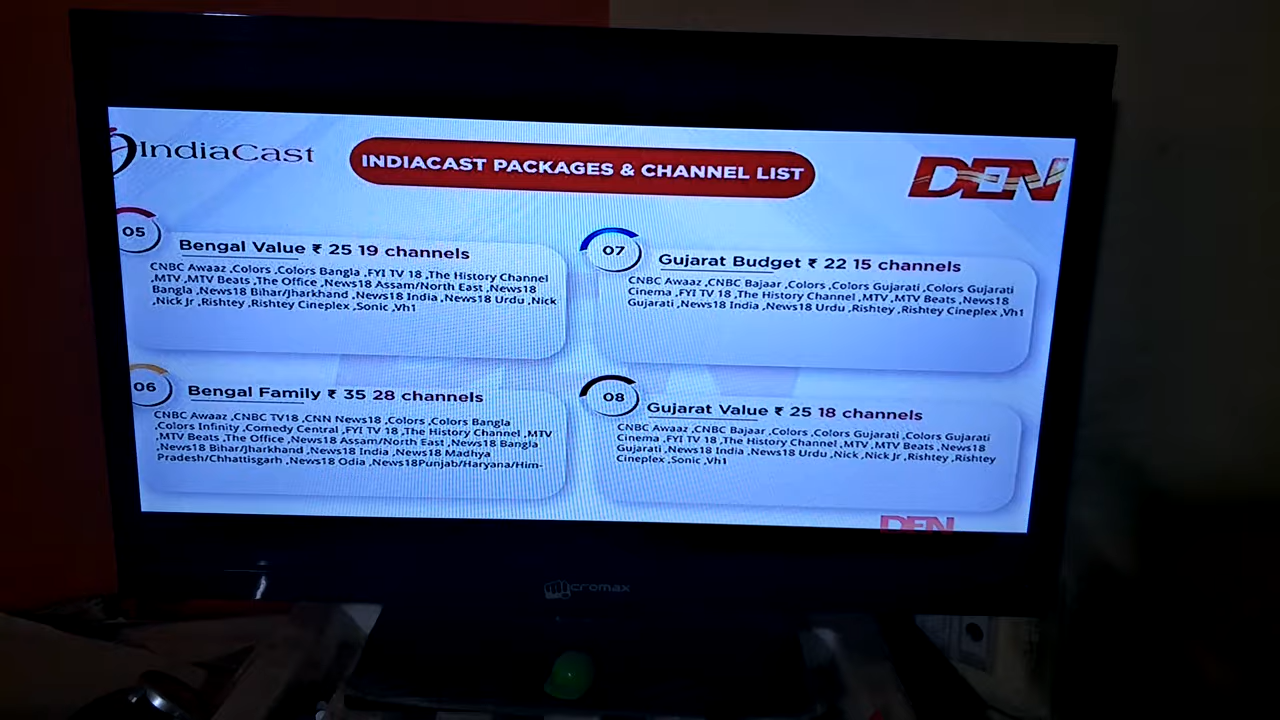 IndiaCast
INDIACAST PACKAGES & CHANNEL LIST
DEN
05
Bengal Value ₹ 25 19 channels
CNBC Awaaz ,Colors ,Colors Bangla ,FYI TV 18 ,The History Channel
,MTV ,MTV Beats ,The Office ,News18 Assam/North East ,News18
Bangla ,News18 Bihar/Jharkhand ,News18 India ,News18 Urdu ,Nick
,Nick Jr ,Rishtey ,Rishtey Cineplex ,Sonic ,Vh1
07
Gujarat Budget ₹ 22 15 channels
CNBC Awaaz ,CNBC Bajaar ,Colors ,Colors Gujarati ,Colors Gujarati
Cinema ,FYI TV 18 ,The History Channel ,MTV ,MTV Beats ,News18
Gujarati ,News18 India ,News18 Urdu ,Rishtey ,Rishtey Cineplex ,Vh1
06
Bengal Family ₹ 35 28 channels
CNBC Awaaz ,CNBC TV18 ,CNN News18 ,Colors ,Colors Bangla
,Colors Infinity ,Comedy Central ,FYI TV 18 ,The History Channel ,MTV
,MTV Beats ,The Office ,News18 Assam/North East ,News18 Bangla
,News18 Bihar/Jharkhand ,News18 India ,News18 Madhya
Pradesh/Chhattisgarh ,News18 Odia ,News18Punjab/Haryana/Him-
08
Gujarat Value ₹ 25 18 channels
CNBC Awaaz ,CNBC Bajaar ,Colors ,Colors Gujarati ,Colors Gujarati
Cinema ,FYI TV 18 ,The History Channel ,MTV ,MTV Beats ,News18
Gujarati ,News18 India ,News18 Urdu ,Nick ,Nick Jr ,Rishtey ,Rishtey
Cineplex ,Sonic ,Vh1
DEN
micromax